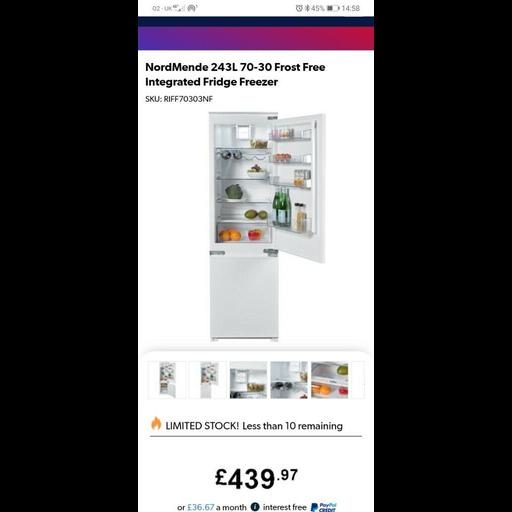 O2 - UK 4G 45% 14:58
NordMende 243L 70-30 Frost Free
Integrated Fridge Freezer
SKU: RIFF70303NF
LIMITED STOCK! Less than 10 remaining
£439.97
or £36.67 a month i interest free PayPal CREDIT